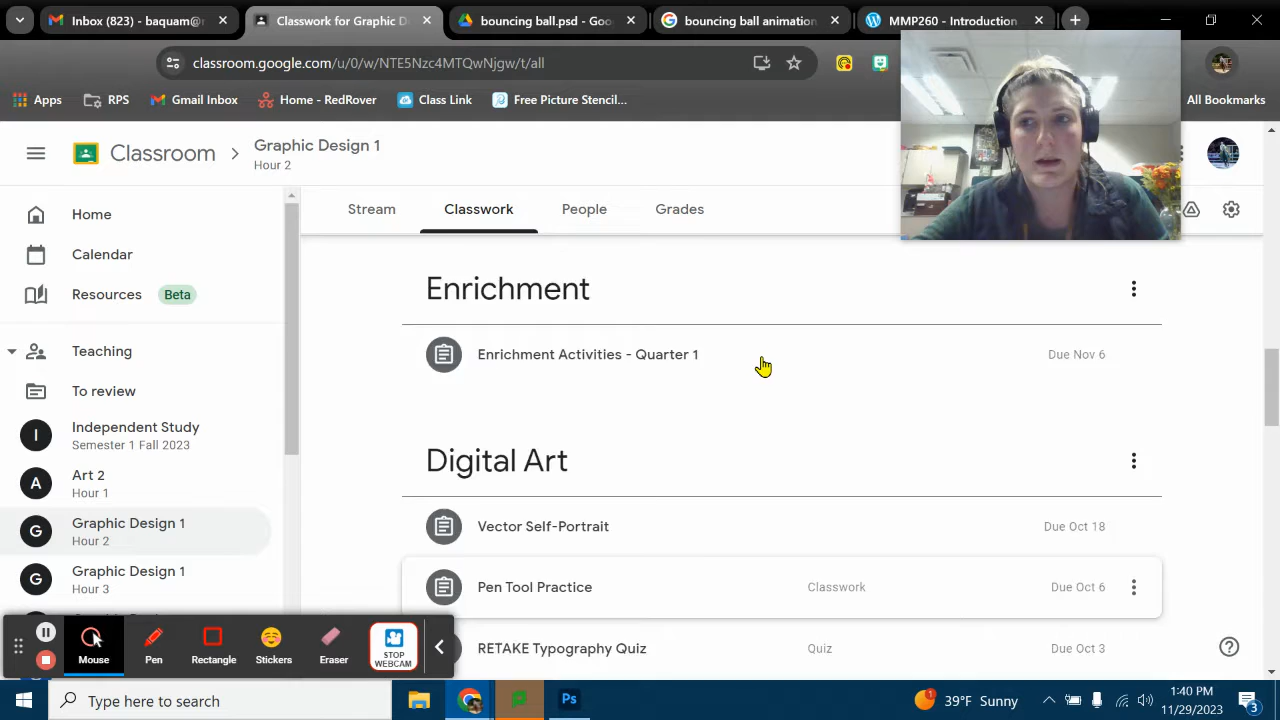 Inbox (823) - baquam@r
Classwork for Graphic D
bouncing ball.psd - Goo
bouncing ball animation
MMP260 - Introduction
classroom.google.com/u/0/w/NTE5Nzc4MTQwNjgw/t/all
Apps
RPS
Gmail Inbox
Home - RedRover
Class Link
Free Picture Stencil...
All Bookmarks
Classroom
Graphic Design 1
Hour 2
Stream
Classwork
People
Grades
Home
Calendar
Resources Beta
Teaching
To review
I
Independent Study
Semester 1 Fall 2023
A
Art 2
Hour 1
G
Graphic Design 1
Hour 2
G
Graphic Design 1
Hour 3
Enrichment
Enrichment Activities - Quarter 1 Due Nov 6
Digital Art
Vector Self-Portrait Due Oct 18
Pen Tool Practice Classwork Due Oct 6
RETAKE Typography Quiz Quiz Due Oct 3
Mouse
Pen
Rectangle
Stickers
Eraser
STOP
WEBCAM
Type here to search
Ps
1
39°F Sunny
1:40 PM
11/29/2023
3